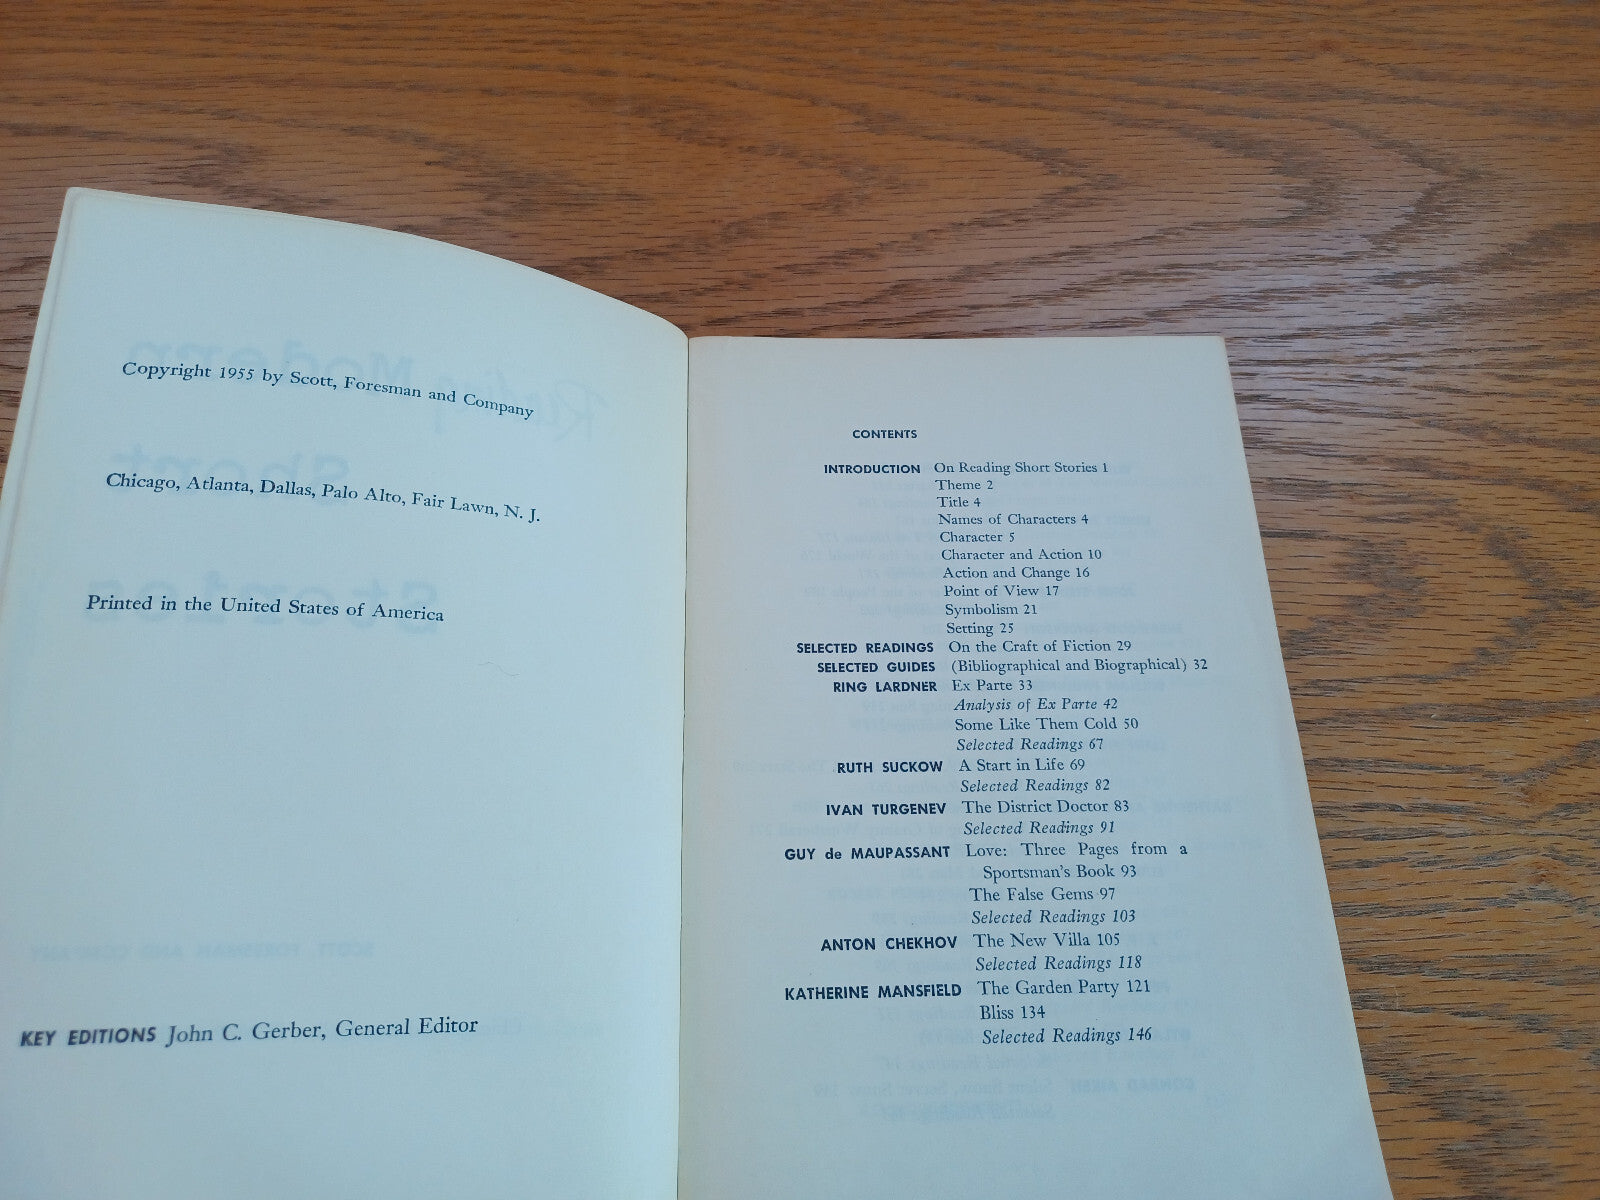 Copyright 1955 by Scott, Foresman and Company
Chicago, Atlanta, Dallas, Palo Alto, Fair Lawn, N. J.
Printed in the United States of America
KEY EDITIONS John C. Gerber, General Editor
CONTENTS
INTRODUCTION On Reading Short Stories 1
Theme 2
Title 4
Names of Characters 4
Character 5
Character and Action 10
Action and Change 16
Point of View 17
Symbolism 21
Setting 25
SELECTED READINGS On the Craft of Fiction 29
SELECTED GUIDES (Bibliographical and Biographical) 32
RING LARDNER Ex Parte 33
Analysis of Ex Parte 42
Some Like Them Cold 50
Selected Readings 67
RUTH SUCKOW A Start in Life 69
Selected Readings 82
IVAN TURGENEV The District Doctor 83
Selected Readings 91
GUY de MAUPASSANT Love: Three Pages from a
Sportsman's Book 93
The False Gems 97
Selected Readings 103
ANTON CHEKHOV The New Villa 105
Selected Readings 118
KATHERINE MANSFIELD The Garden Party 121
Bliss 134
Selected Readings 146